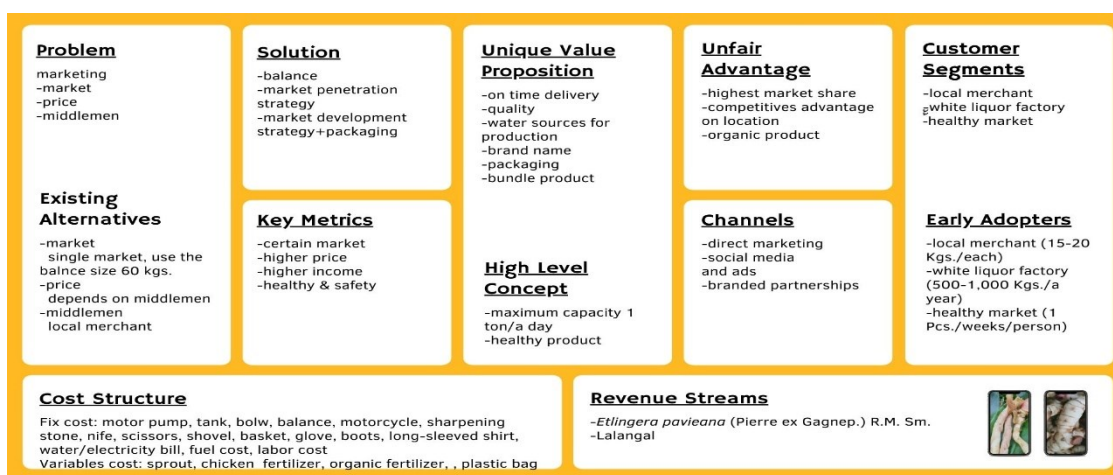 Problem
marketing
-market
-price
-middlemen
Existing
Alternatives
-market
single market, use the
balnce size 60 kgs.
-price
depends on middlemen
-middlemen
local merchant
Solution
-balance
-market penetration
strategy
-market development
strategy+packaging
Key Metrics
-certain market
-higher price
-higher income
-healthy & safety
Unique Value
Proposition
-on time delivery
-quality
-water sources for
production
-brand name
-packaging
-bundle product
High Level
Concept
-maximum capacity 1
ton/a day
-healthy product
Unfair
Advantage
-highest market share
-competitives advantage
on location
-organic product
Channels
-direct marketing
-social media
and ads
-branded partnerships
Customer
Segments
-local merchant
-white liquor factory
-healthy market
Early Adopters
-local merchant (15-20
Kgs./each)
-white liquor factory
(500-1,000 Kgs./a
year)
-healthy market (1
Pcs./weeks/person)
Cost Structure
Fix cost: motor pump, tank, bolw, balance, motorcycle, sharpening
stone, nife, scissors, shovel, basket, glove, boots, long-sleeved shirt,
water/electricity bill, fuel cost, labor cost
Variables cost: sprout, chicken fertilizer, organic fertilizer, , plastic bag
Revenue Streams
-Etlingera pavieana (Pierre ex Gagnep.) R.M. Sm.
-Lalangal